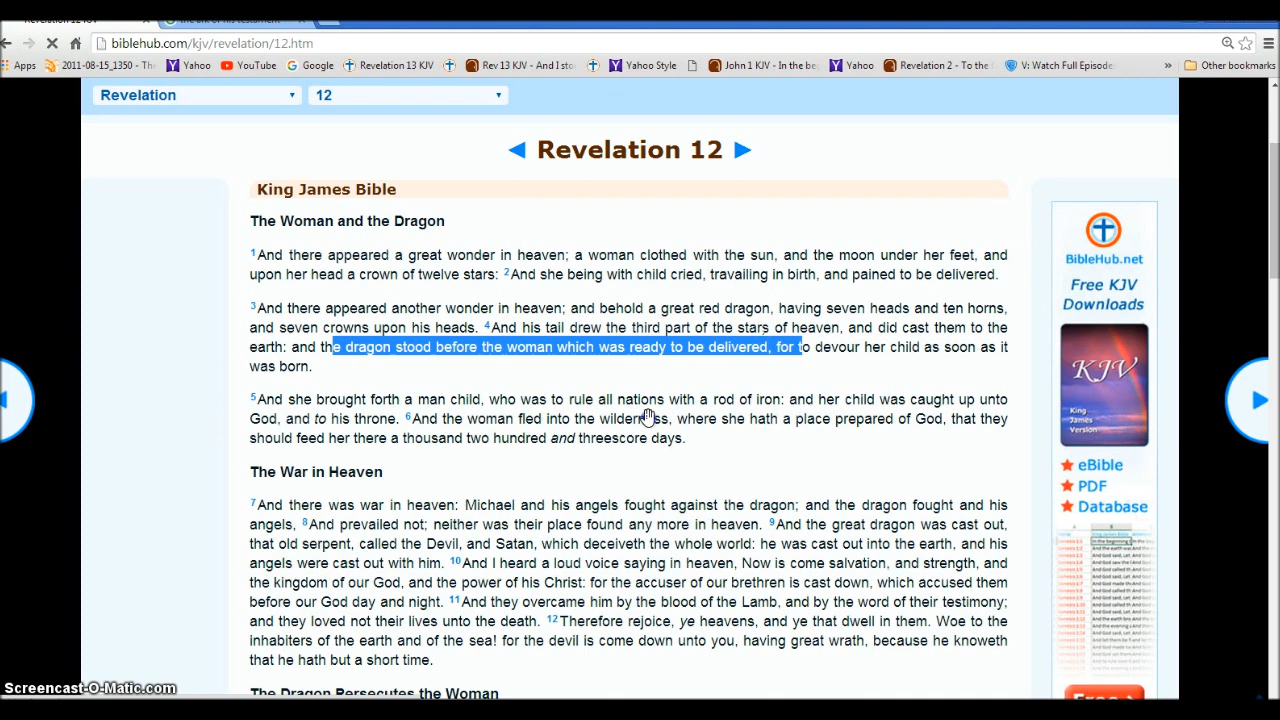 Revelation 12 KJV
the ark of his testament
biblehub.com/kjv/revelation/12.htm
Apps 2011-08-15_1350 - The Yahoo YouTube Google Revelation 13 KJV Rev 13 KJV - And I sto Yahoo Style John 1 KJV - In the be Yahoo Revelation 2 - To the V: Watch Full Episode » Other bookmarks
Revelation 12
Revelation 12
King James Bible
The Woman and the Dragon
1And there appeared a great wonder in heaven; a woman clothed with the sun, and the moon under her feet, and
upon her head a crown of twelve stars: 2And she being with child cried, travailing in birth, and pained to be delivered.
3And there appeared another wonder in heaven; and behold a great red dragon, having seven heads and ten horns,
and seven crowns upon his heads. 4And his tail drew the third part of the stars of heaven, and did cast them to the
earth: and the dragon stood before the woman which was ready to be delivered, for to devour her child as soon as it
was born.
5And she brought forth a man child, who was to rule all nations with a rod of iron: and her child was caught up unto
God, and to his throne. 6And the woman fled into the wilderness, where she hath a place prepared of God, that they
should feed her there a thousand two hundred and threescore days.
The War in Heaven
7And there was war in heaven: Michael and his angels fought against the dragon; and the dragon fought and his
angels, 8And prevailed not; neither was their place found any more in heaven. 9And the great dragon was cast out,
that old serpent, called the Devil, and Satan, which deceiveth the whole world: he was cast out into the earth, and his
angels were cast out with him. 10And I heard a loud voice saying in heaven, Now is come salvation, and strength, and
the kingdom of our God, and the power of his Christ: for the accuser of our brethren is cast down, which accused them
before our God day and night. 11And they overcame him by the blood of the Lamb, and by the word of their testimony;
and they loved not their lives unto the death. 12Therefore rejoice, ye heavens, and ye that dwell in them. Woe to the
inhabiters of the earth and of the sea! for the devil is come down unto you, having great wrath, because he knoweth
that he hath but a short time.
The Dragon Persecutes the Woman
BibleHub.net
Free KJV
Downloads
KJV
King
James
Version
eBible
PDF
Database
Free >
Screencast-O-Matic.com